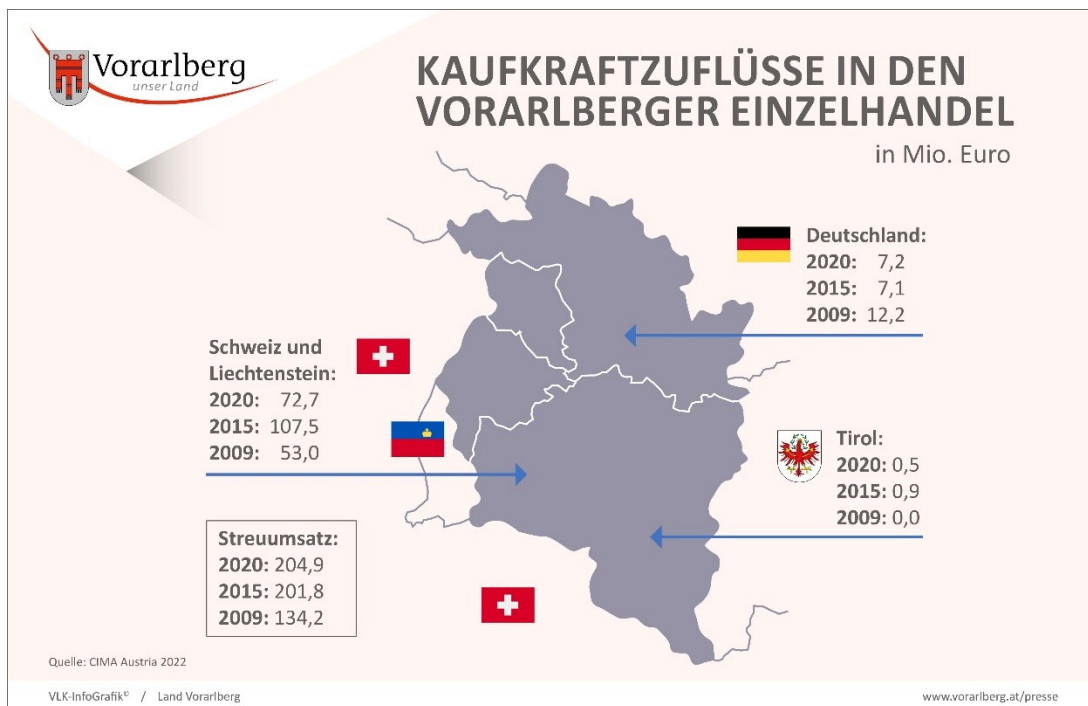 Vorarlberg
unser Land
KAUFKRAFTZUFLÜSSE IN DEN
VORARLBERGER EINZELHANDEL
in Mio. Euro
Deutschland:
2020: 7,2
2015: 7,1
2009: 12,2
Schweiz und
Liechtenstein:
2020: 72,7
2015: 107,5
2009: 53,0
Tirol:
2020: 0,5
2015: 0,9
2009: 0,0
Streuumsatz:
2020: 204,9
2015: 201,8
2009: 134,2
Quelle: CIMA Austria 2022
VLK-InfoGrafik© / Land Vorarlberg
www.vorarlberg.at/presse